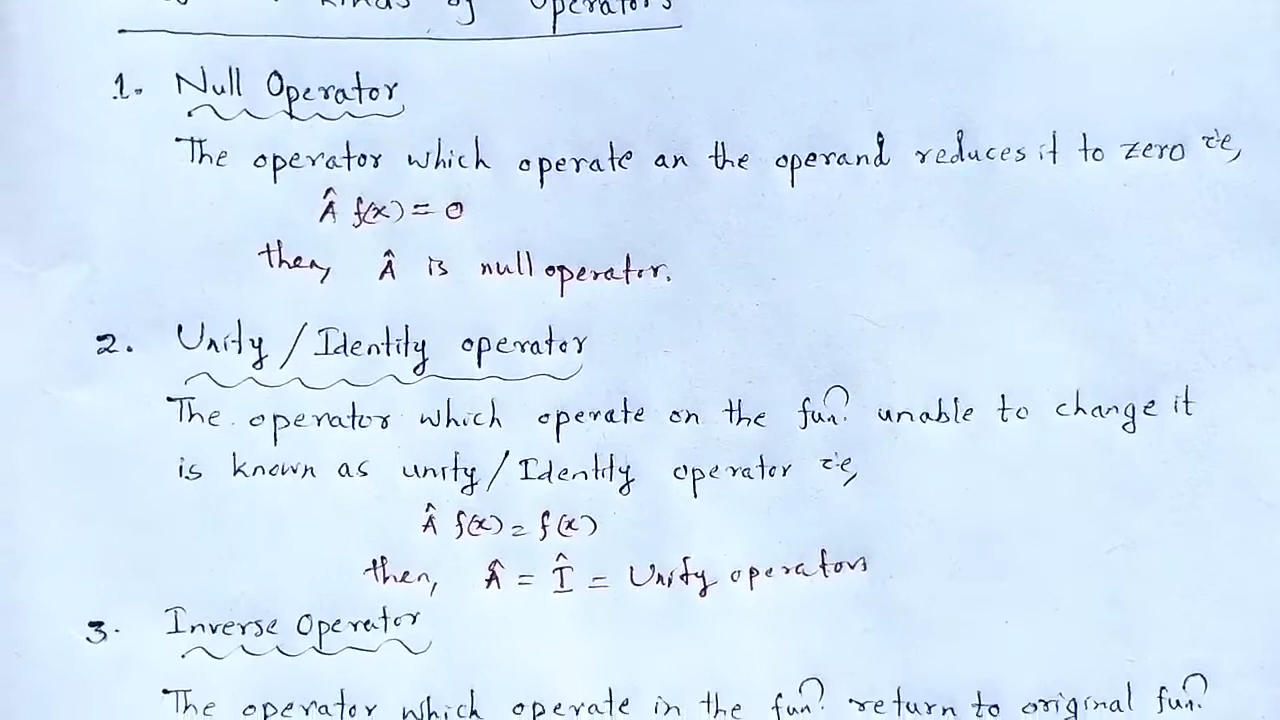 kinds of operators
1. Null Operator
The operator which operate an the operand reduces it to zero i'e,
Â f(x) = 0
then, Â is null operator.
2. Unity / Identity operator
The operator which operate on the fun? unable to change it
is known as unity / Identity operator i'e,
Â f(x) = f(x)
then, Â = Î = Unity operators
3. Inverse Operator
The operator which operate in the fun? return to original fun?